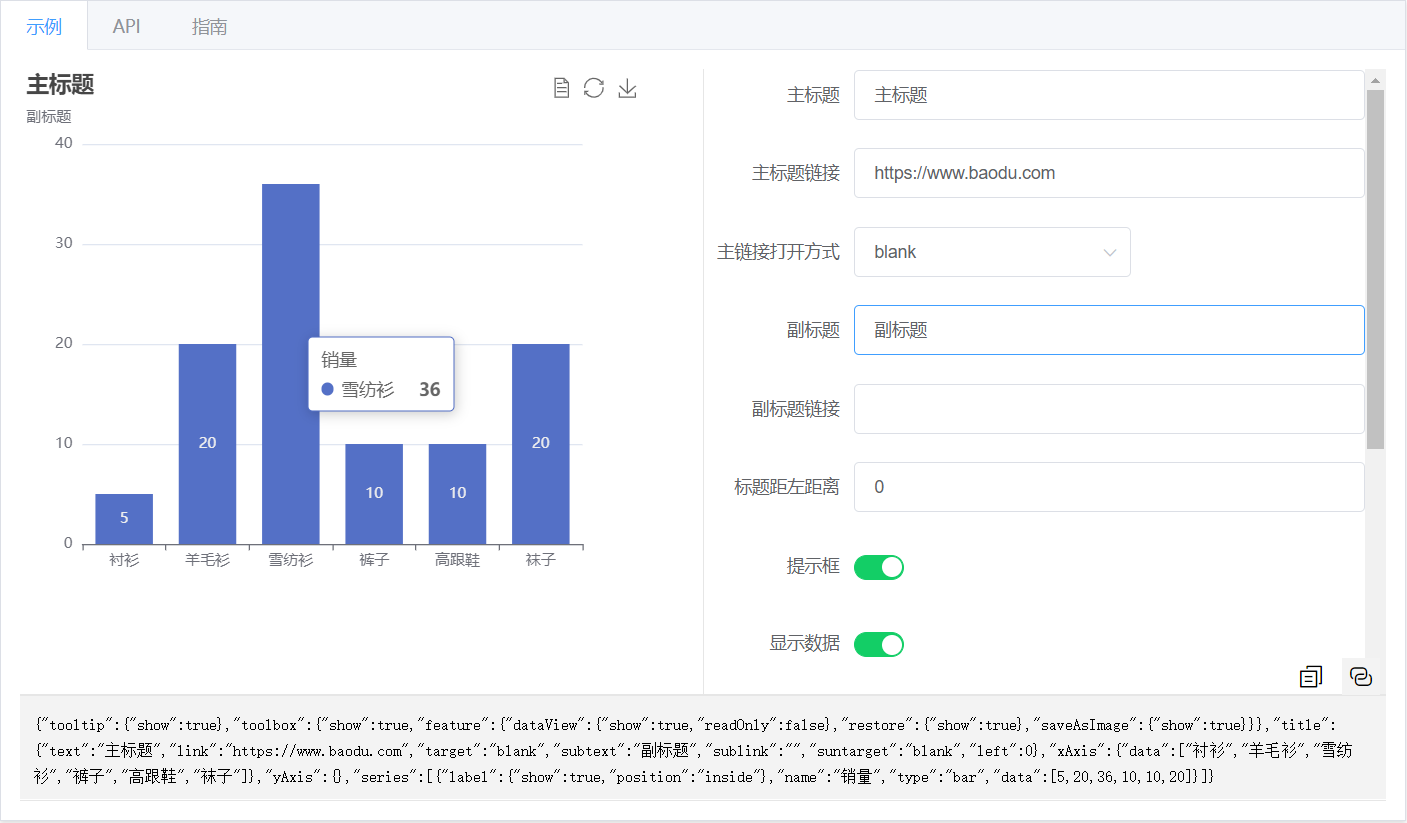 示例 API 指南
主标题
副标题
40
30
20
10
0
5
20
10
10
20
销量
雪纺衫 36
衬衫 羊毛衫 雪纺衫 裤子 高跟鞋 袜子
主标题 主标题
主标题链接 https://www.baodu.com
主链接打开方式 blank
副标题 副标题
副标题链接
标题距左距离 0
提示框
显示数据
{"tooltip":{"show":true},"toolbox":{"show":true,"feature":{"dataView":{"show":true,"readOnly":false},"restore":{"show":true},"saveAsImage":{"show":true}}},"title":
{"text":"主标题","link":"https://www.baodu.com","target":"blank","subtext":"副标题","sublink":"","suntarget":"blank","left":0},"xAxis":{"data":["衬衫","羊毛衫","雪纺
衫","裤子","高跟鞋","袜子"]},"yAxis":{},"series":[{"label":{"show":true,"position":"inside"},"name":"销量","type":"bar","data":[5,20,36,10,10,20]}]}